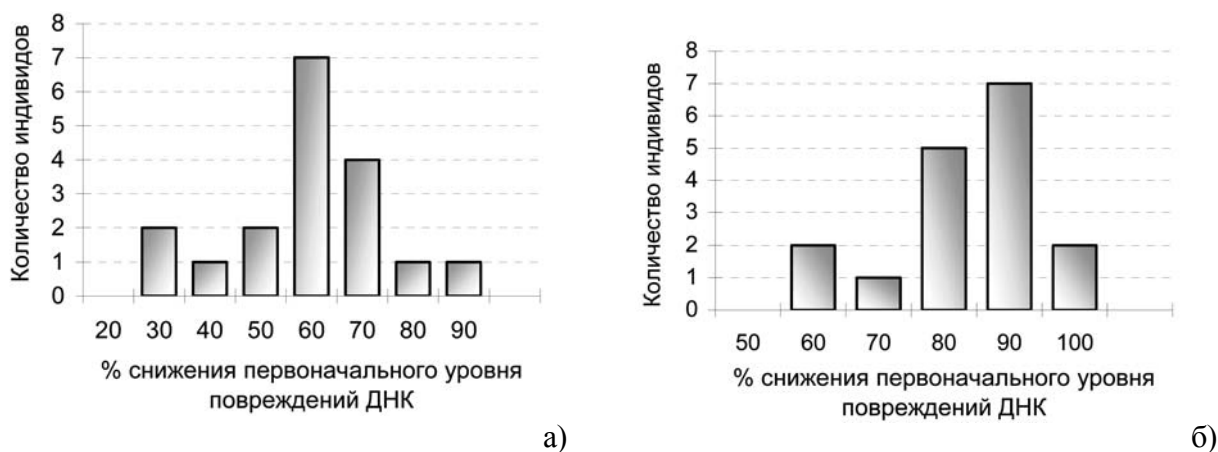 Количество индивидов
8
7
6
5
4
3
2
1
0
20 30 40 50 60 70 80 90
% снижения первоначального уровня
повреждений ДНК
а)
Количество индивидов
8
7
6
5
4
3
2
1
0
50 60 70 80 90 100
% снижения первоначального уровня
повреждений ДНК
б)